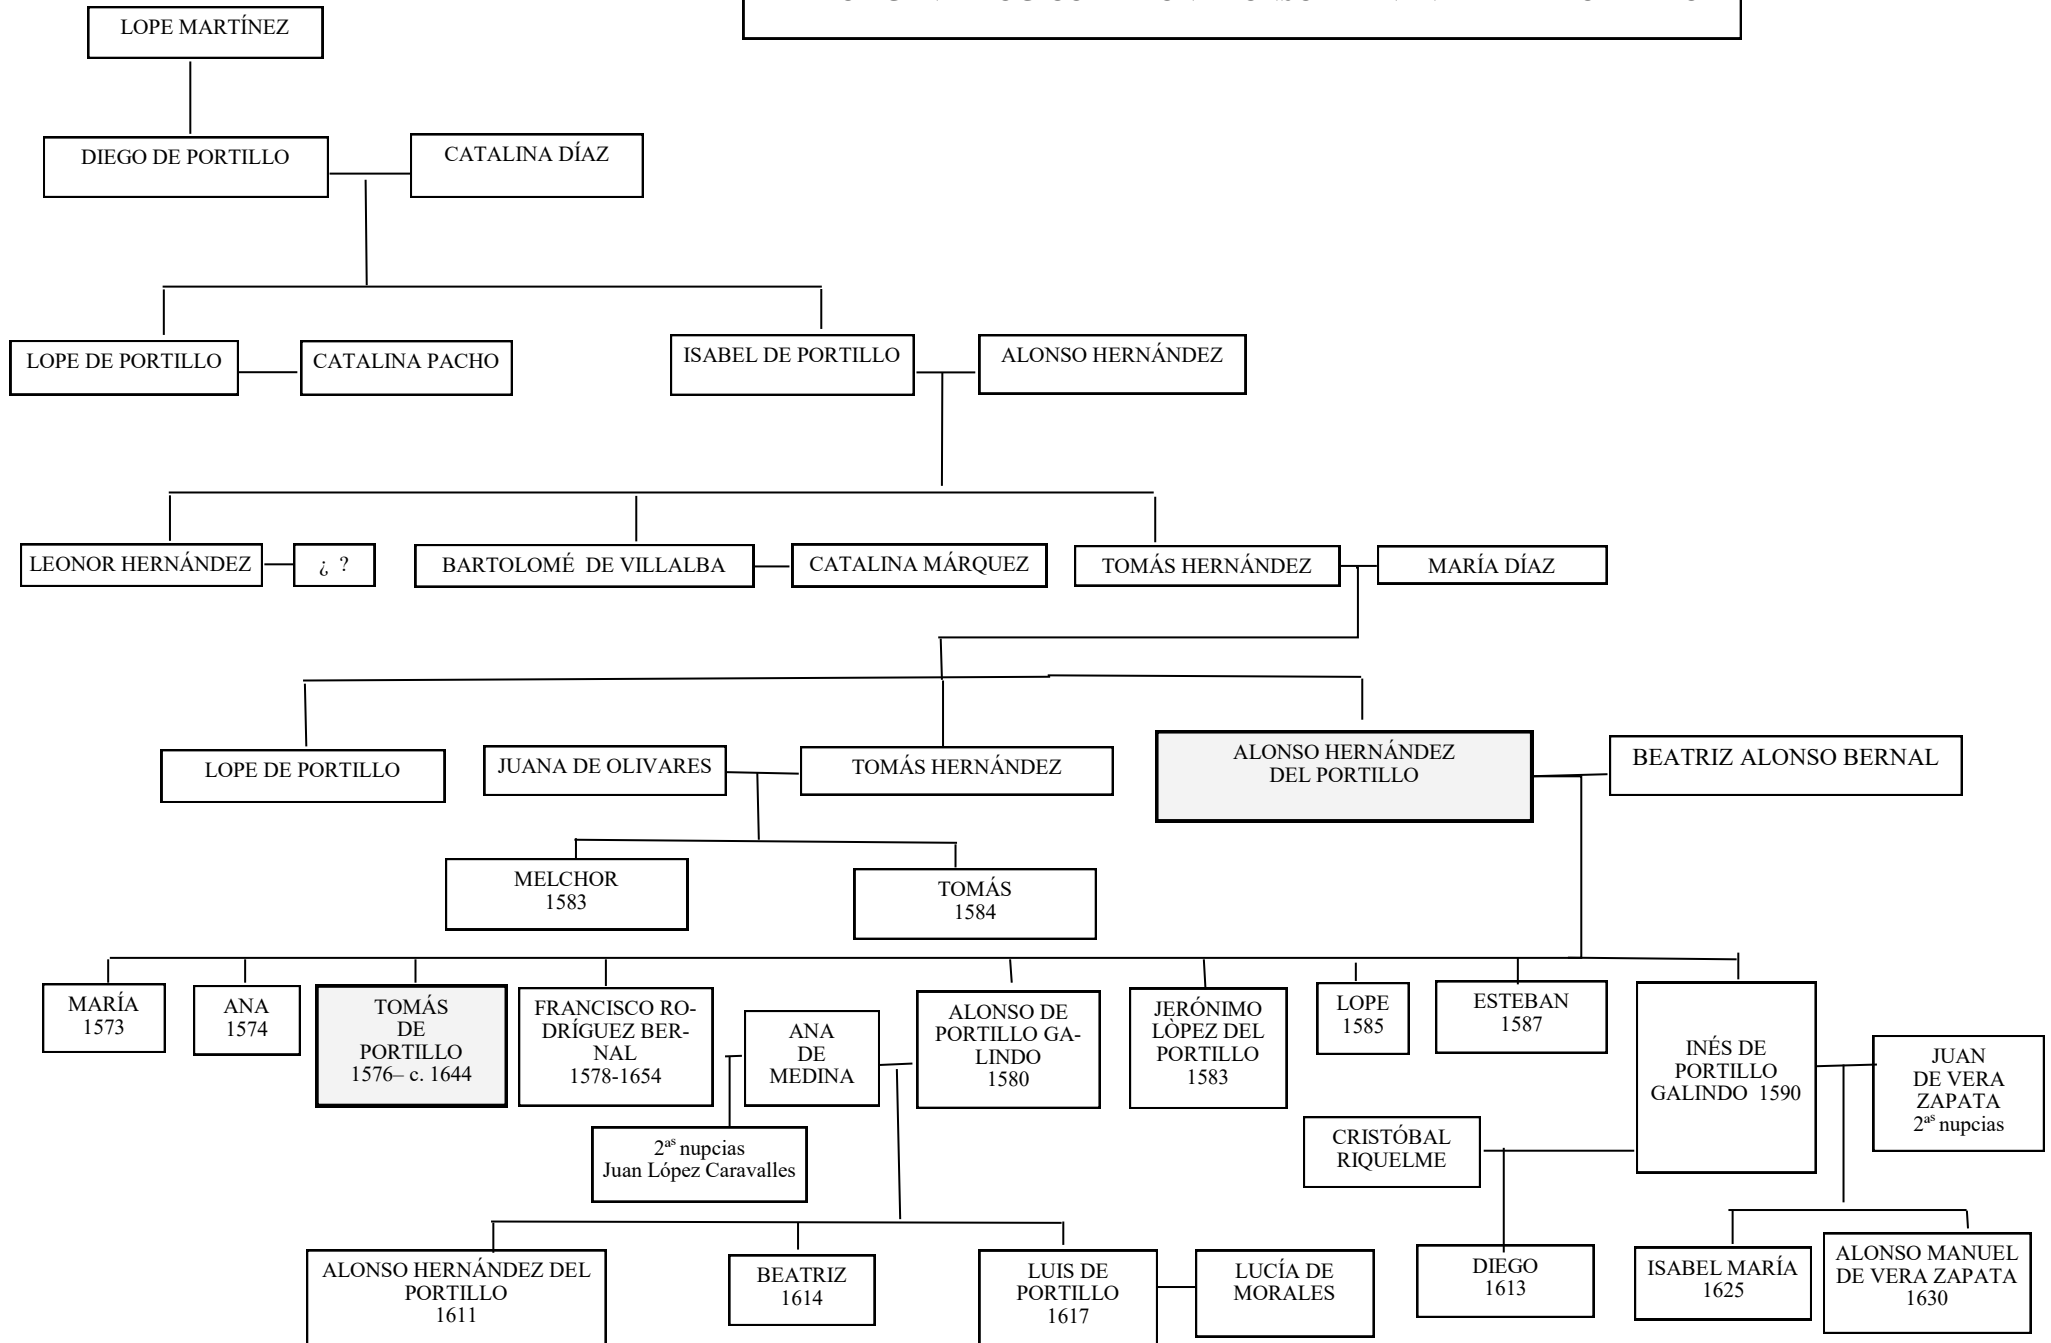 LOPE MARTÍNEZ
DIEGO DE PORTILLO
CATALINA DÍAZ
LOPE DE PORTILLO
CATALINA PACHO
ISABEL DE PORTILLO
ALONSO HERNÁNDEZ
LEONOR HERNÁNDEZ
¿ ?
BARTOLOMÉ DE VILLALBA
CATALINA MÁRQUEZ
TOMÁS HERNÁNDEZ
MARÍA DÍAZ
LOPE DE PORTILLO
JUANA DE OLIVARES
TOMÁS HERNÁNDEZ
ALONSO HERNÁNDEZ
DEL PORTILLO
BEATRIZ ALONSO BERNAL
MELCHOR
1583
TOMÁS
1584
MARÍA
1573
ANA
1574
TOMÁS
DE
PORTILLO
1576– c. 1644
FRANCISCO RO-
DRÍGUEZ BER-
NAL
1578-1654
ANA
DE
MEDINA
ALONSO DE
PORTILLO GA-
LINDO
1580
JERÓNIMO
LÒPEZ DEL
PORTILLO
1583
LOPE
1585
ESTEBAN
1587
INÉS DE
PORTILLO
GALINDO 1590
JUAN
DE VERA
ZAPATA
2ᵃˢ nupcias
2ᵃˢ nupcias
Juan López Caravalles
CRISTÓBAL
RIQUELME
ALONSO HERNÁNDEZ DEL
PORTILLO
1611
BEATRIZ
1614
LUIS DE
PORTILLO
1617
LUCÍA DE
MORALES
DIEGO
1613
ISABEL MARÍA
1625
ALONSO MANUEL
DE VERA ZAPATA
1630